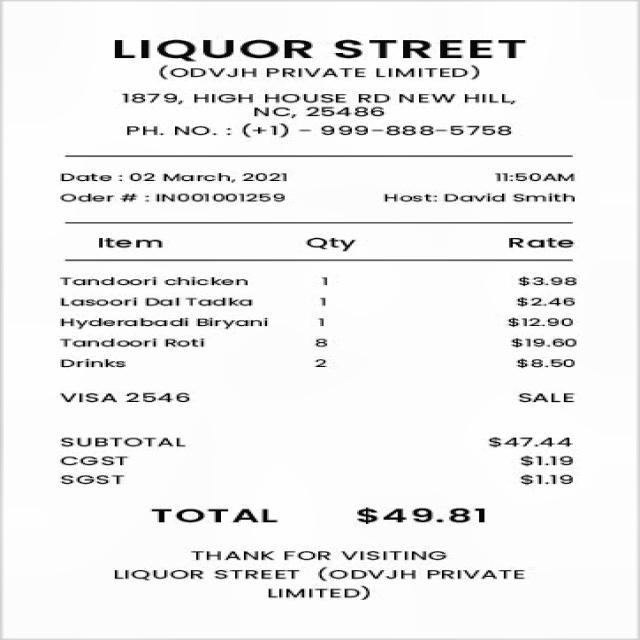 LIQUOR STREET
(ODVJH PRIVATE LIMITED)
1879, HIGH HOUSE RD NEW HILL,
NC, 25486
PH. NO. : (+1) - 999-888-5758
Date : 02 March, 2021 11:50AM
Oder # : IN001001259 Host: David Smith
Item Qty Rate
Tandoori chicken 1 $3.98
Lasoori Dal Tadka 1 $2.46
Hyderabadi Biryani 1 $12.90
Tandoori Roti 8 $19.60
Drinks 2 $8.50
VISA 2546 SALE
SUBTOTAL $47.44
CGST $1.19
SGST $1.19
TOTAL $49.81
THANK FOR VISITING
LIQUOR STREET (ODVJH PRIVATE
LIMITED)